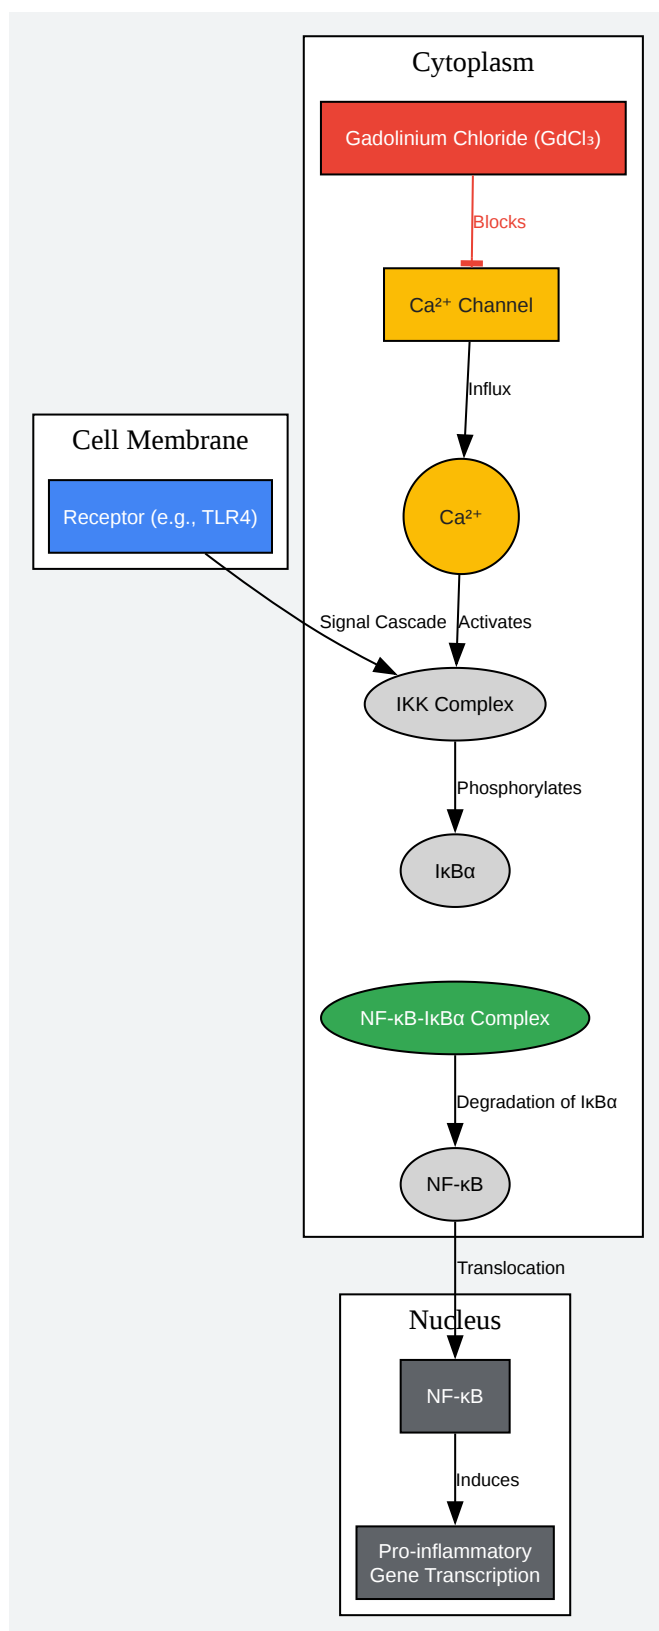 Cytoplasm
Gadolinium Chloride (GdCl₃)
Blocks
Ca²⁺ Channel
Influx
Cell Membrane
Receptor (e.g., TLR4)
Ca²⁺
Signal Cascade
Activates
IKK Complex
Phosphorylates
IκBα
NF-κB-IκBα Complex
Degradation of IκBα
NF-κB
Translocation
Nucleus
NF-κB
Induces
Pro-inflammatory
Gene Transcription